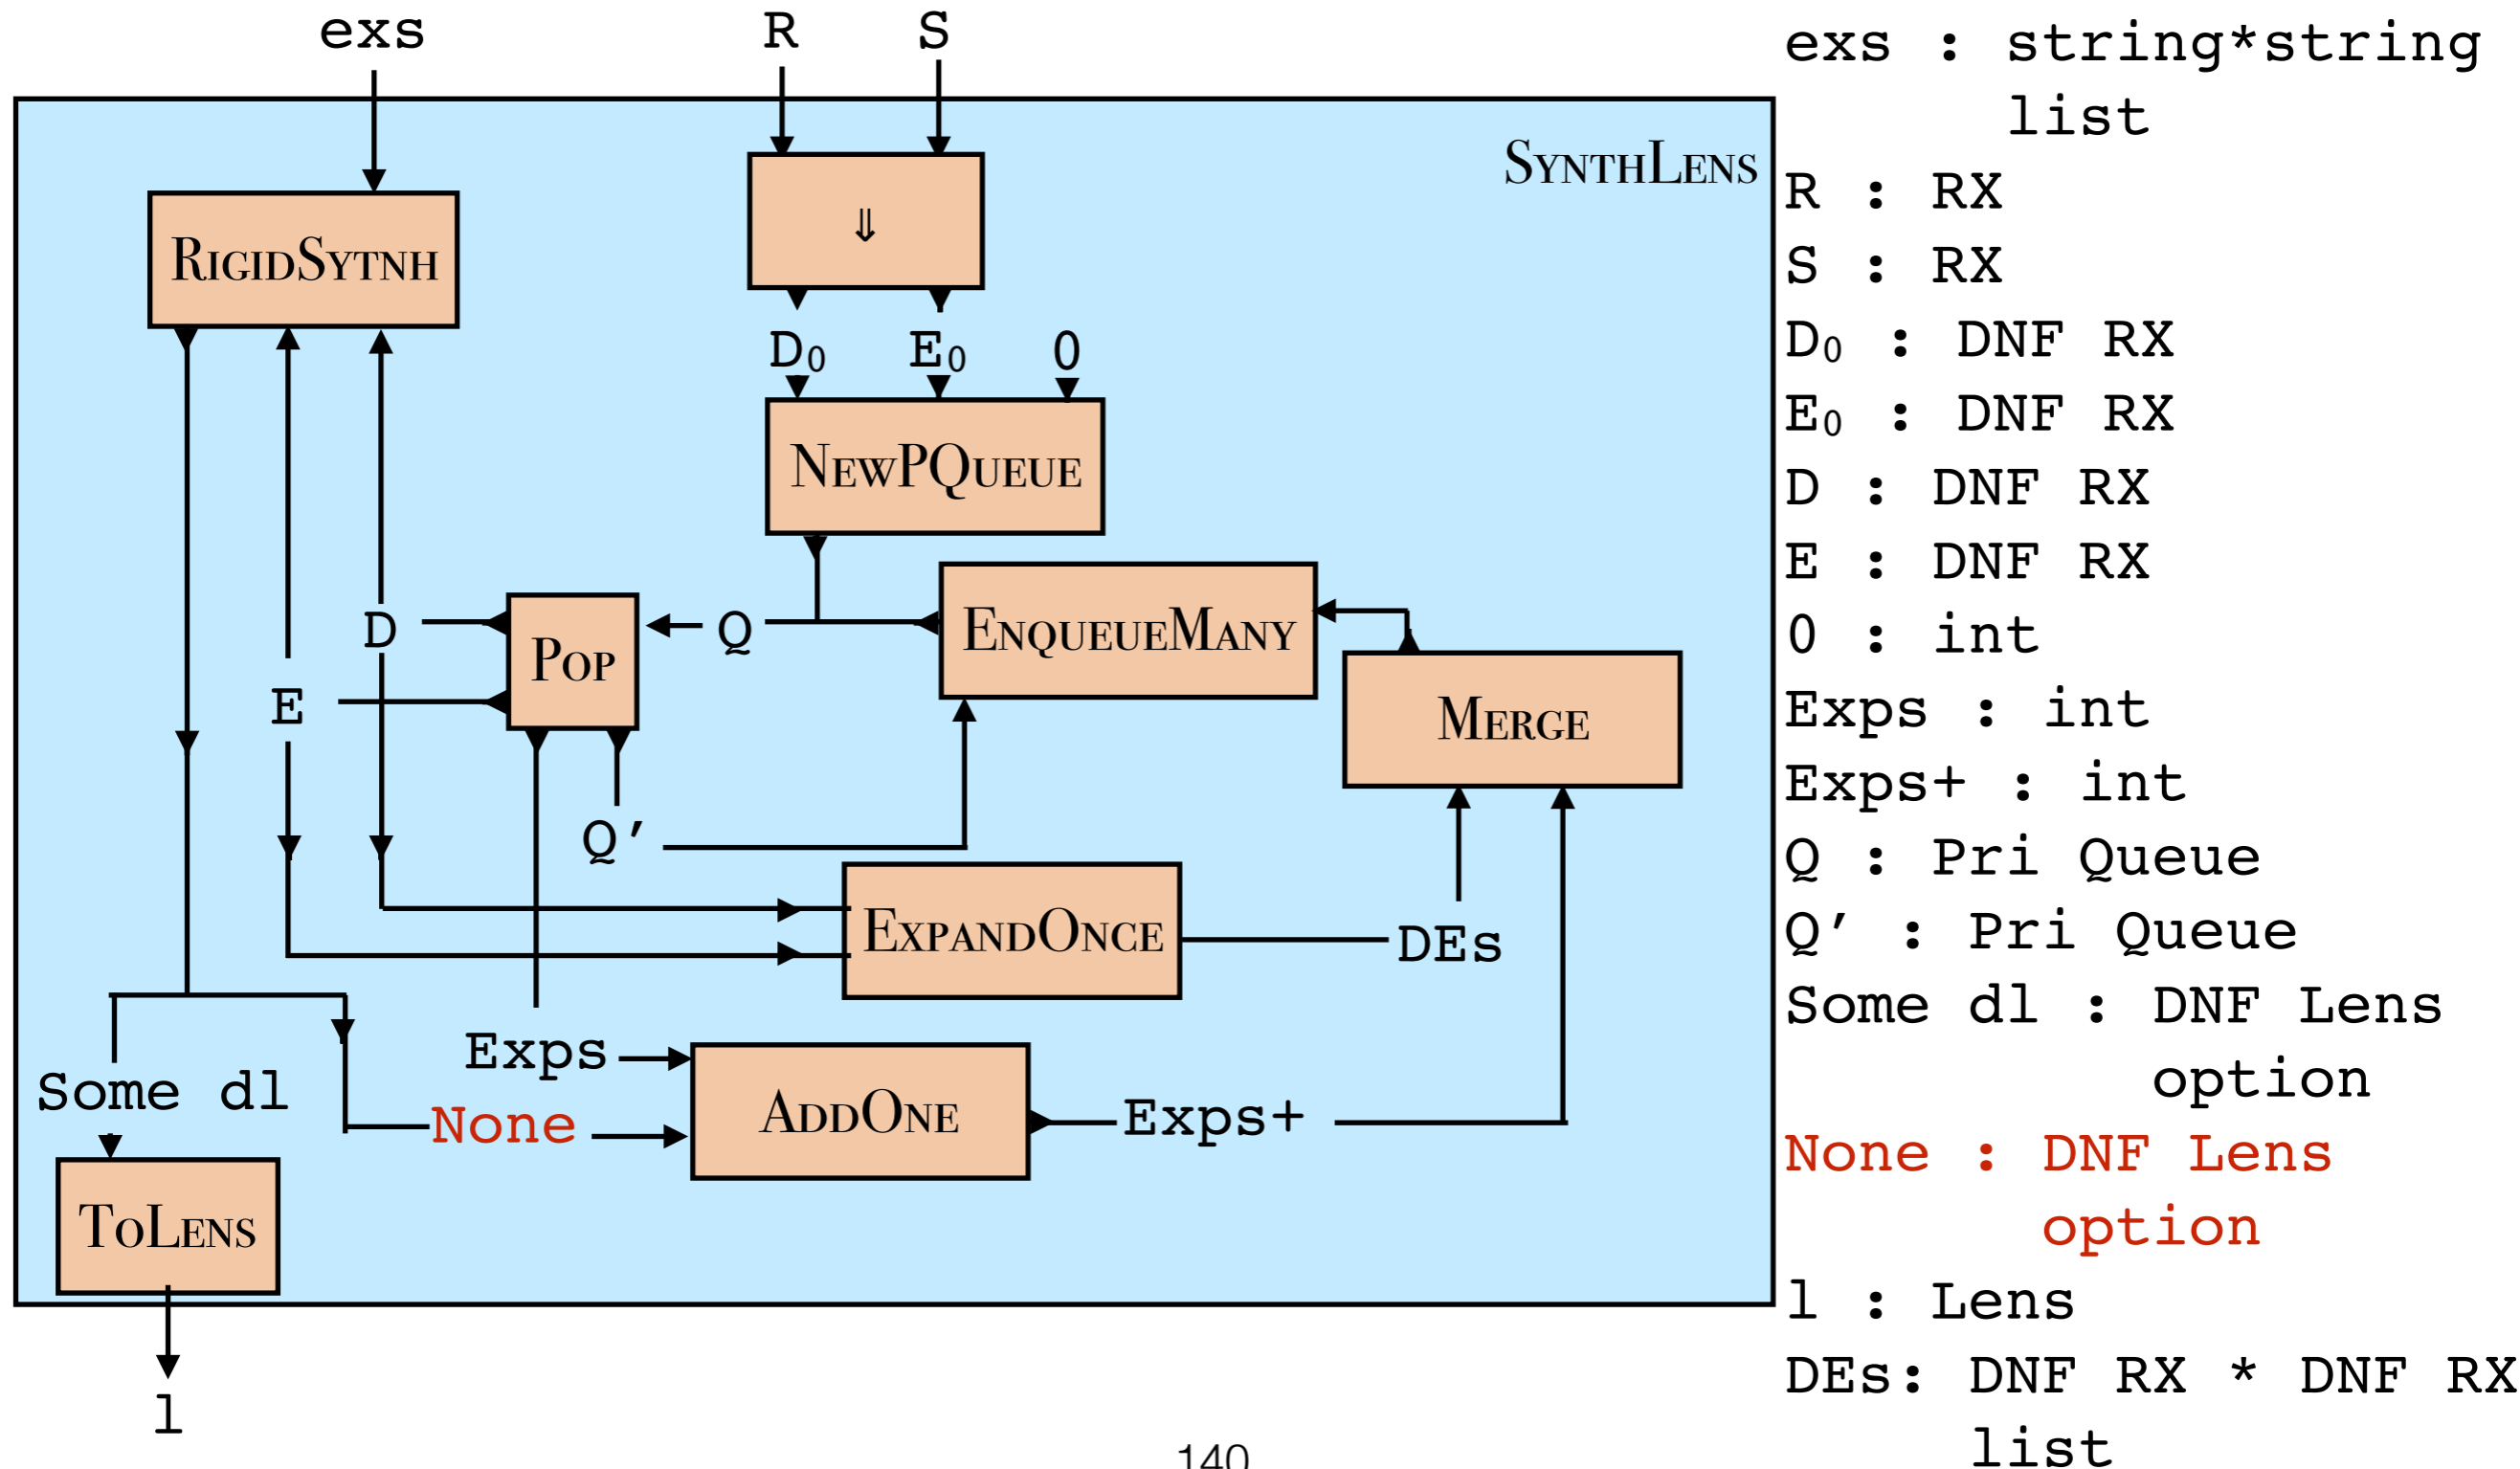 exs
R
S
SynthLens
RigidSytnh
⇓
D₀
E₀
0
NewPQueue
D
Pop
Q
EnqueueMany
E
Merge
Q’
ExpandOnce
DEs
Exps
Some dl
None
AddOne
Exps+
ToLens
l
exs : string*string
list
R : RX
S : RX
D₀ : DNF RX
E₀ : DNF RX
D : DNF RX
E : DNF RX
0 : int
Exps : int
Exps+ : int
Q : Pri Queue
Q’ : Pri Queue
Some dl : DNF Lens
option
None : DNF Lens
option
l : Lens
DEs: DNF RX * DNF RX
list
140